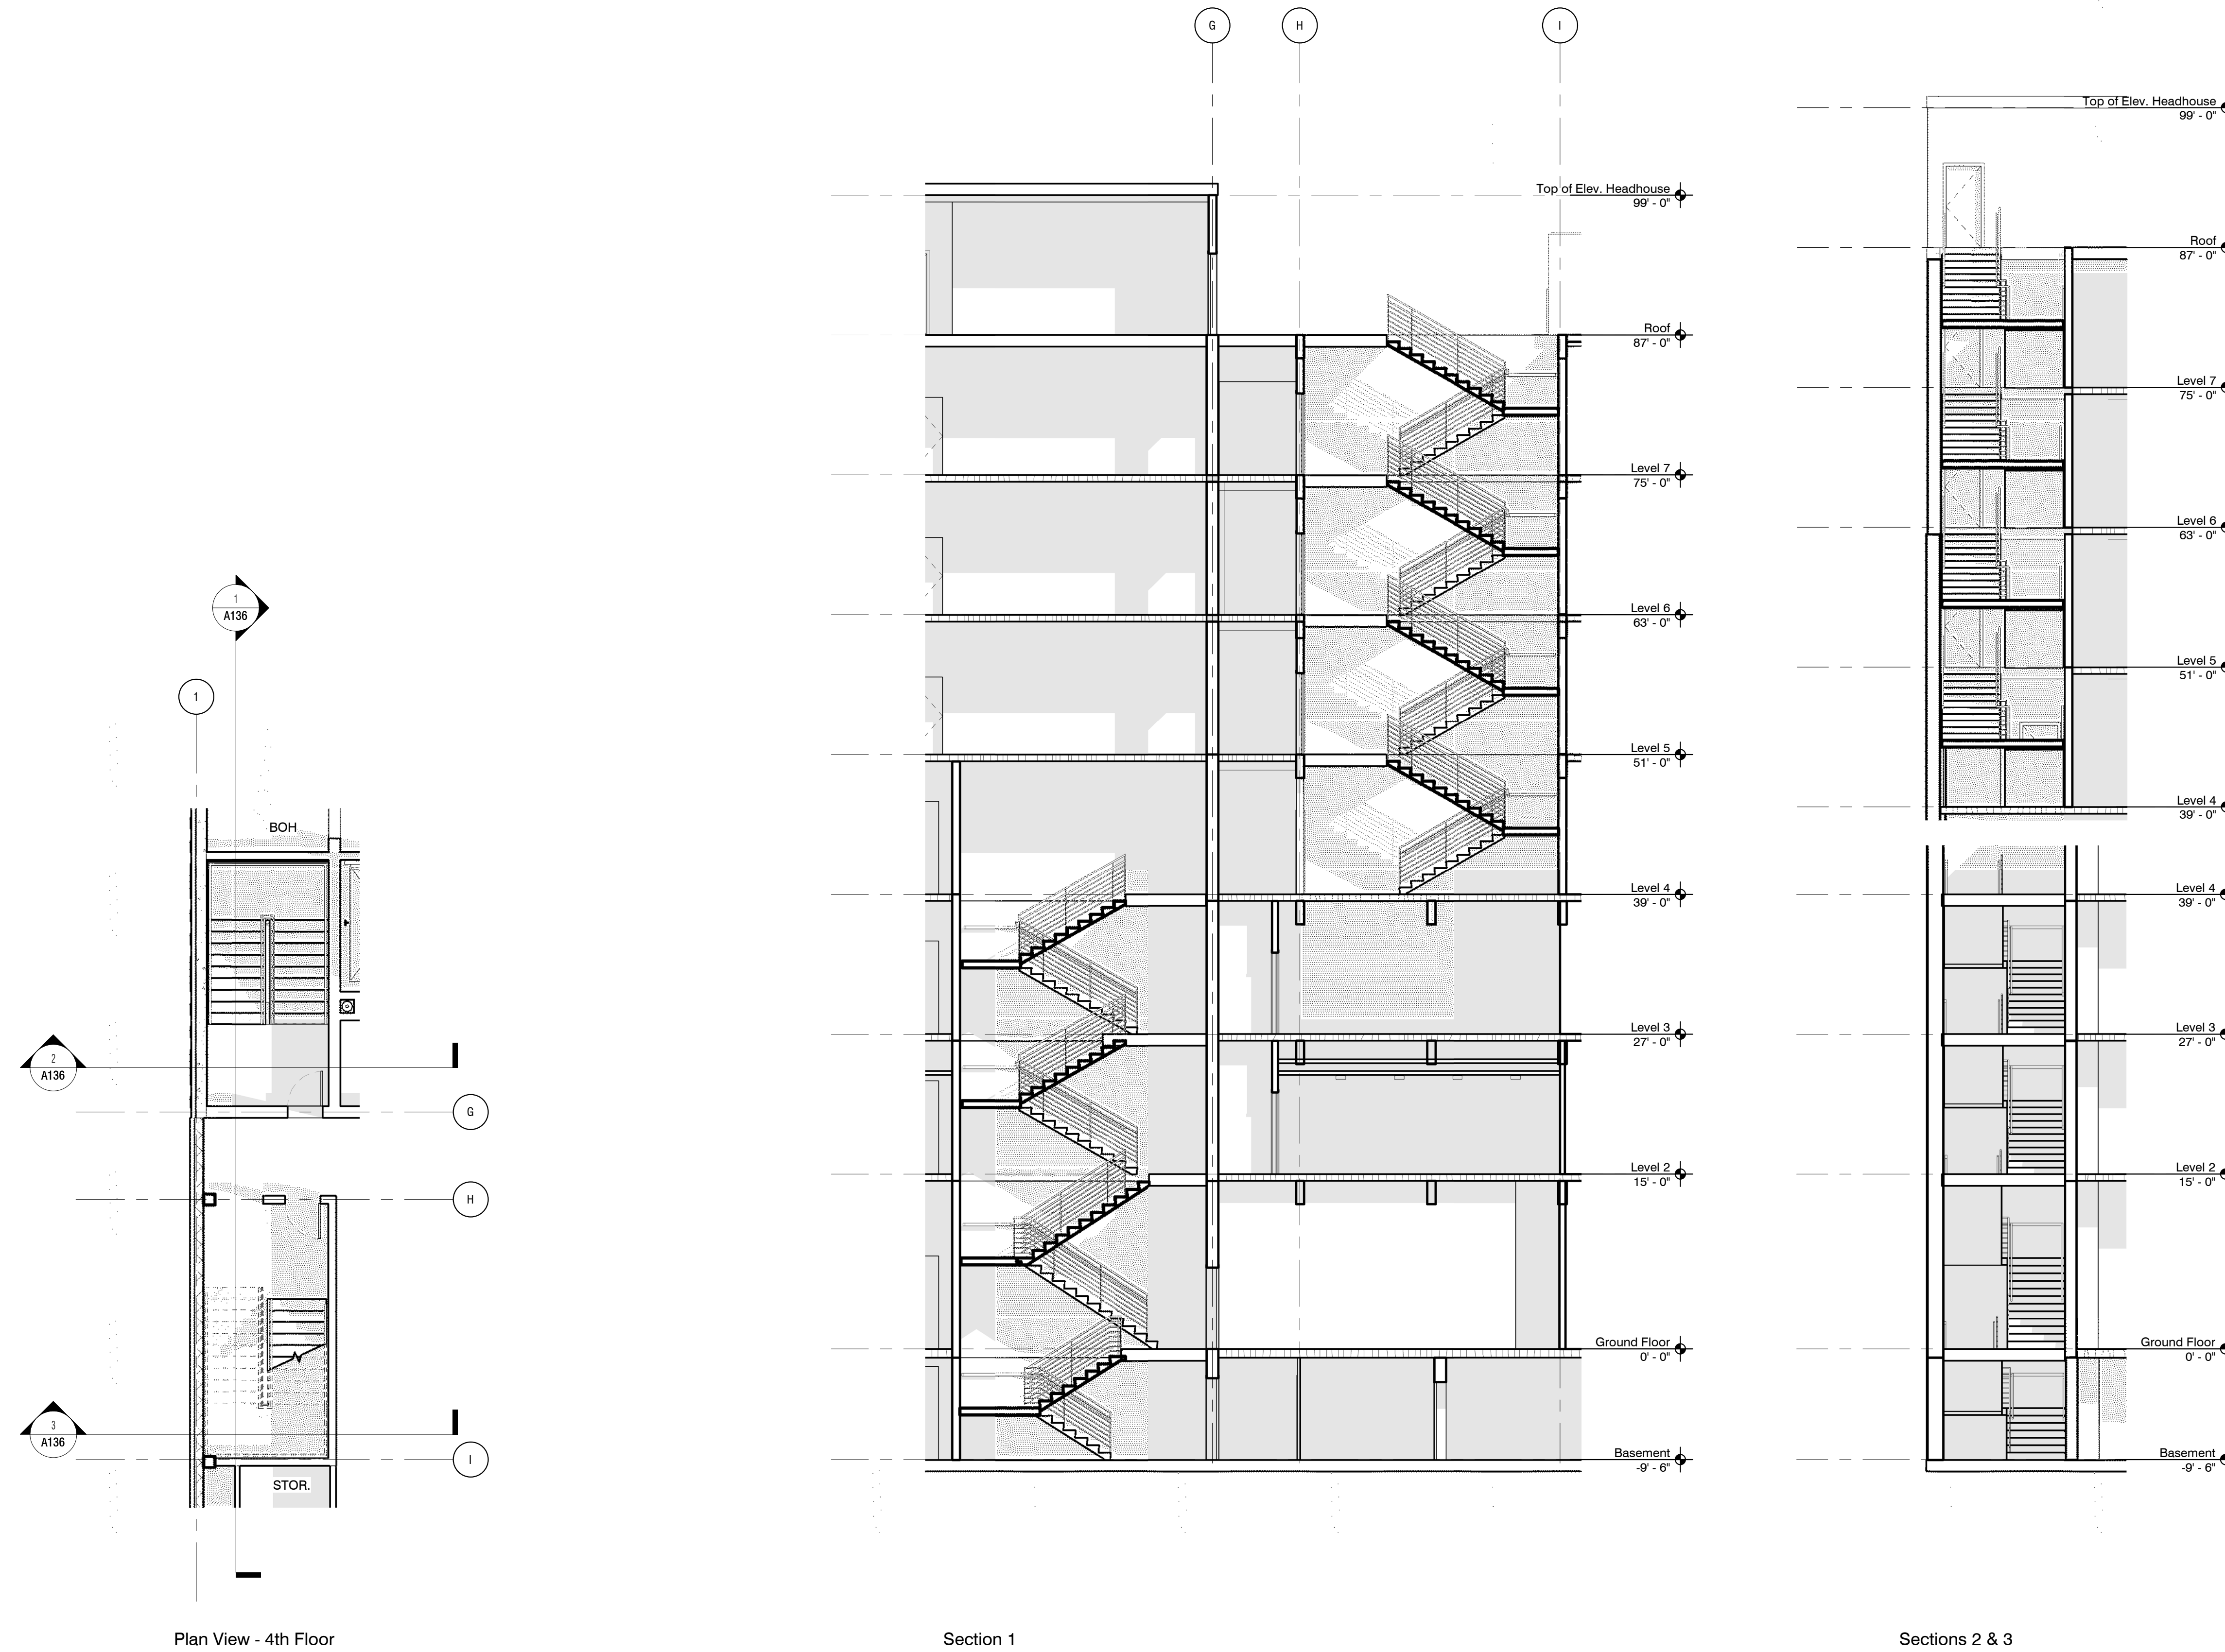 1
A136
1
BOH
2
A136
G
H
3
A136
I
STOR.
Plan View - 4th Floor
G
H
I
Top of Elev. Headhouse
99' - 0"
Roof
87' - 0"
Level 7
75' - 0"
Level 6
63' - 0"
Level 5
51' - 0"
Level 4
39' - 0"
Level 3
27' - 0"
Level 2
15' - 0"
Ground Floor
0' - 0"
Basement
-9' - 6"
Section 1
Top of Elev. Headhouse
99' - 0"
Roof
87' - 0"
Level 7
75' - 0"
Level 6
63' - 0"
Level 5
51' - 0"
Level 4
39' - 0"
Level 4
39' - 0"
Level 3
27' - 0"
Level 2
15' - 0"
Ground Floor
0' - 0"
Basement
-9' - 6"
Sections 2 & 3